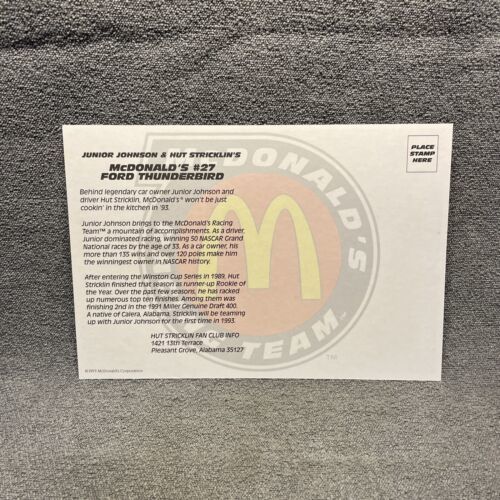 JUNIOR JOHNSON & HUT STRICKLIN'S
McDONALD'S #27
FORD THUNDERBIRD
PLACE
STAMP
HERE
Behind legendary car owner Junior Johnson and
driver Hut Stricklin, McDonald's® won't be just
cookin' in the kitchen in '93.
Junior Johnson brings to the McDonald's Racing
Team™ a mountain of accomplishments. As a driver,
Junior dominated racing, winning 50 NASCAR Grand
National races by the age of 33. As a car owner, his
more than 135 wins and over 120 poles make him
the winningest owner in NASCAR history.
After entering the Winston Cup Series in 1989, Hut
Stricklin finished that season as runner-up Rookie of
the Year. Over the past few seasons, he has racked
up numerous top ten finishes. Among them was
finishing 2nd in the 1991 Miller Genuine Draft 400.
A native of Calera, Alabama, Stricklin will be teaming
up with Junior Johnson for the first time in 1993.
HUT STRICKLIN FAN CLUB INFO
1421 13th Terrace
Pleasant Grove, Alabama 35127
©1993 McDonald's Corporation
McDONALD'S
M
TEAM
TM